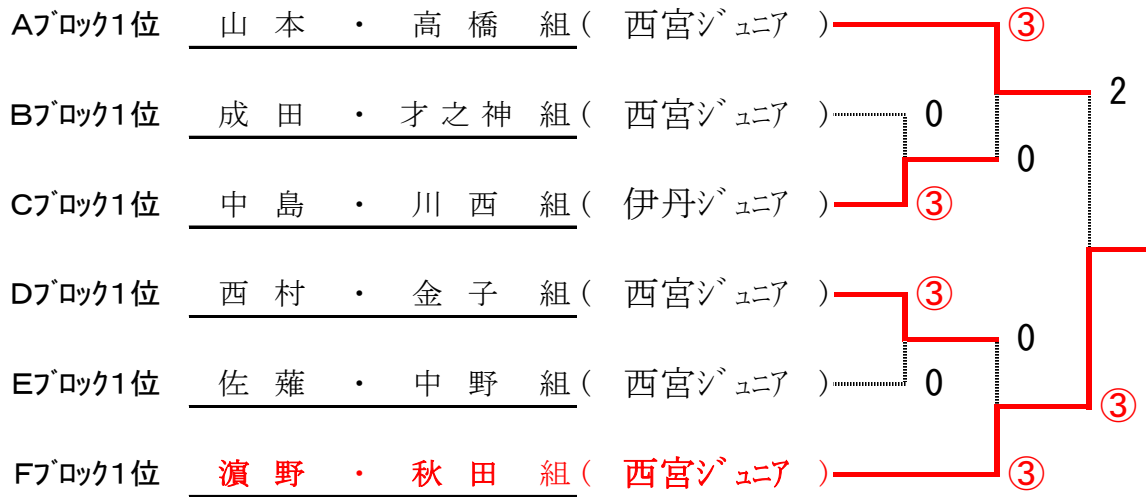 Aブロック1位 山本・高橋 組( 西宮ジュニア ) ③
2
Bブロック1位 成田・才之神 組( 西宮ジュニア ) 0
0
Cブロック1位 中島・川西 組( 伊丹ジュニア ) ③
Dブロック1位 西村・金子 組( 西宮ジュニア ) ③
0
Eブロック1位 佐薙・中野 組( 西宮ジュニア ) 0
③
Fブロック1位 濵野・秋田 組( 西宮ジュニア ) ③